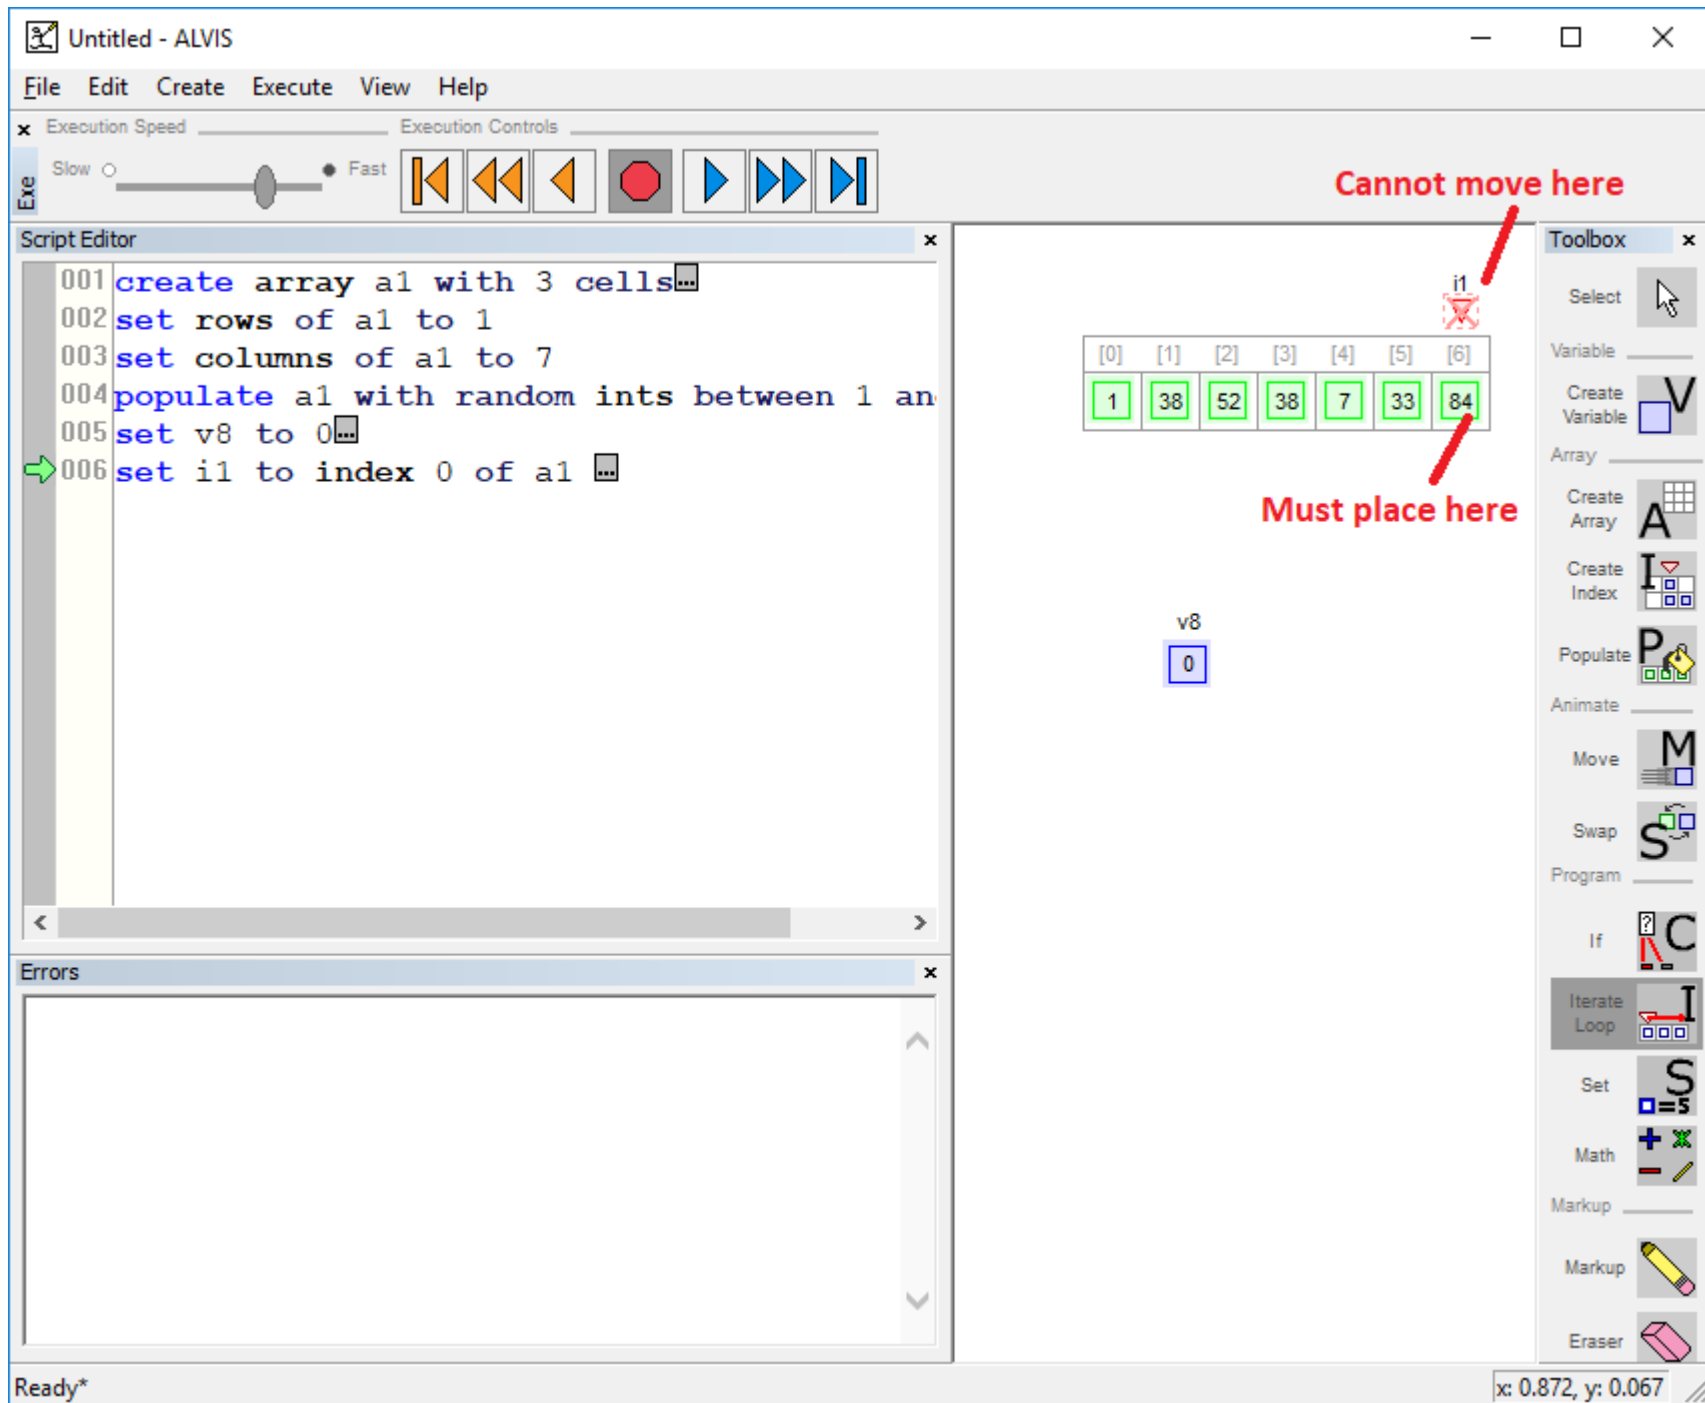 Untitled - ALVIS
File Edit Create Execute View Help
Execution Speed Execution Controls
Exe
Slow Fast
Cannot move here
Script Editor
001 create array a1 with 3 cells...
002 set rows of a1 to 1
003 set columns of a1 to 7
004 populate a1 with random ints between 1 an
005 set v8 to 0...
006 set i1 to index 0 of a1 ...
i1
[0] [1] [2] [3] [4] [5] [6]
1 38 52 38 7 33 84
Must place here
v8
0
Toolbox
Select
Variable
Create Variable V
Array
Create Array A
Create Index I
Populate P
Animate
Move M
Swap S
Program
If ? C
Iterate Loop I
Set S =5
Math
Markup
Markup
Eraser
Errors
Ready*
x: 0.872, y: 0.067